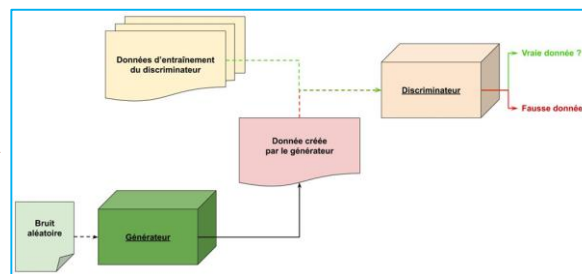 Données d'entraînement
du discriminateur
Vraie donnée ?
Discriminateur
Fausse donnée
Donnée créée
par le générateur
Bruit
aléatoire
Générateur